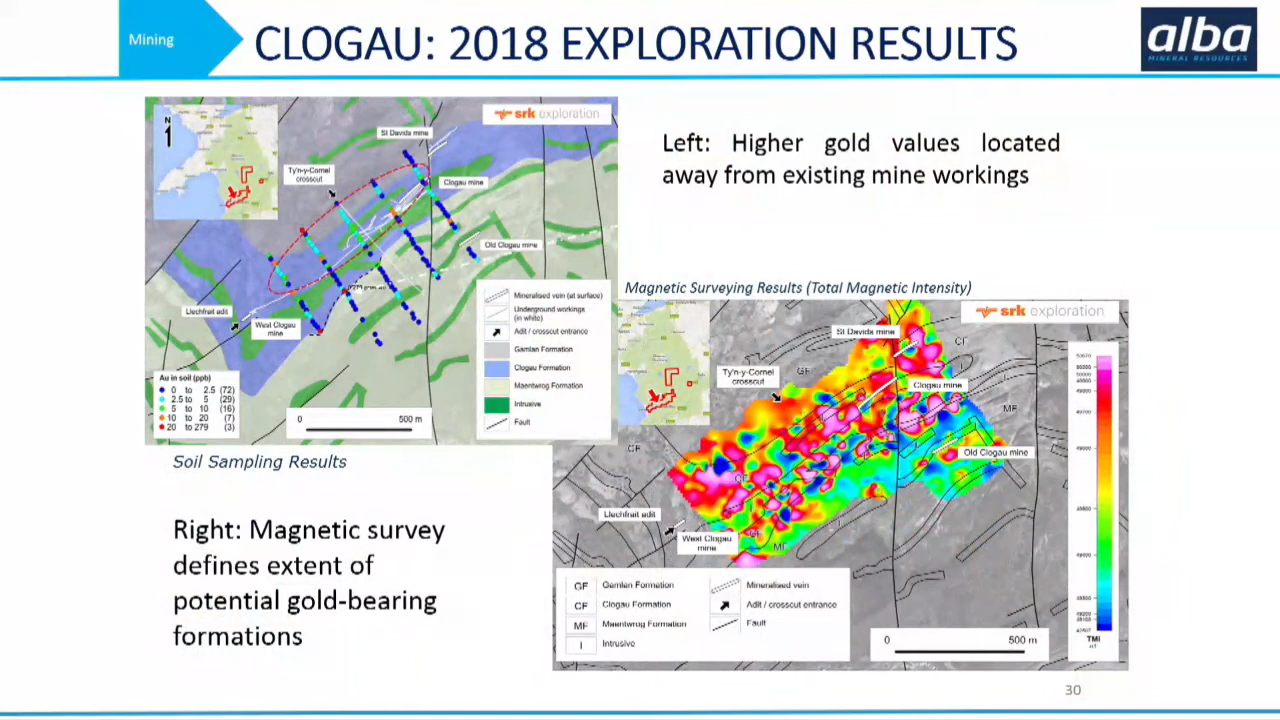 Mining
CLOGAU: 2018 EXPLORATION RESULTS
alba
MINERAL RESOURCES
Left: Higher gold values located
away from existing mine workings
N
srk exploration
St Davids mine
Ty'n-y-Cornel
crosscut
Clogau mine
Old Clogau mine
Llechfrait adit
West Clogau
mine
Mineralised vein (at surface)
Underground workings
(in white)
Adit / crosscut entrance
Gamlan Formation
Clogau Formation
Maentwrog Formation
Intrusive
Fault
Au in soil (ppb)
0 to 2.5 (72)
2.5 to 5 (29)
5 to 10 (16)
10 to 20 (7)
20 to 279 (3)
0 500 m
Soil Sampling Results
Magnetic Surveying Results (Total Magnetic Intensity)
srk exploration
St Davids mine
CF
GF
Ty'n-y-Cornel
crosscut
Clogau mine
MF
CF
Old Clogau mine
GF
Llechfrait adit
I
West Clogau
mine
CF
MF
GF Gamlan Formation
CF Clogau Formation
MF Maentwrog Formation
I Intrusive
Mineralised vein
Adit / crosscut entrance
Fault
0 500 m
TMI
nT
Right: Magnetic survey
defines extent of
potential gold-bearing
formations
30